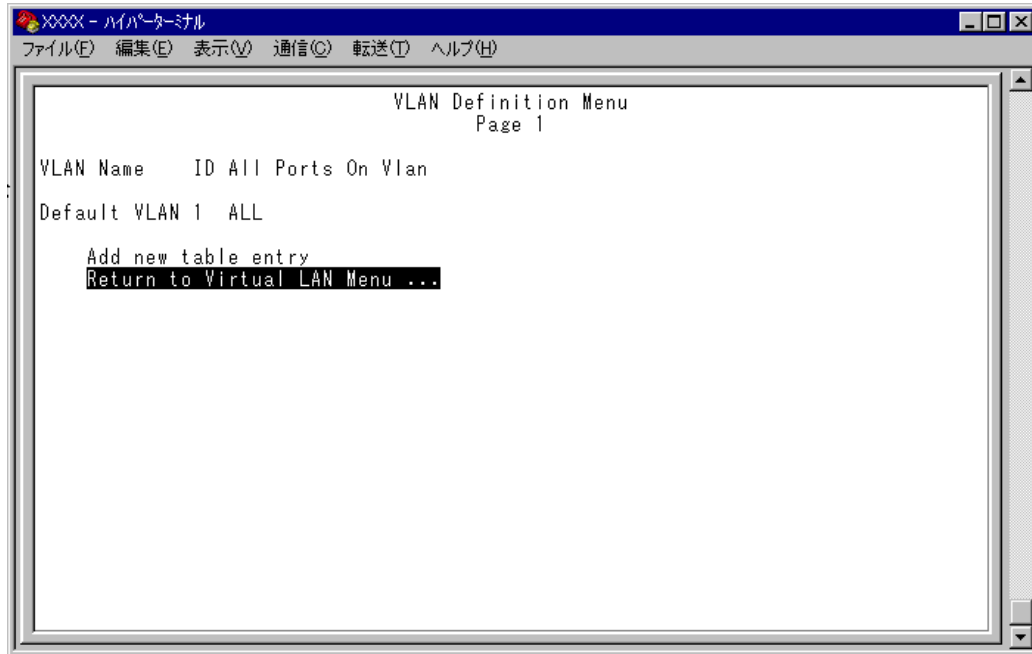 XXXX - ﾊｲﾊﾟｰﾀｰﾐﾅﾙ
ファイル(F) 編集(E) 表示(V) 通信(C) 転送(T) ヘルプ(H)
VLAN Definition Menu
Page 1
VLAN Name ID All Ports On Vlan
Default VLAN 1 ALL
Add new table entry
Return to Virtual LAN Menu ...